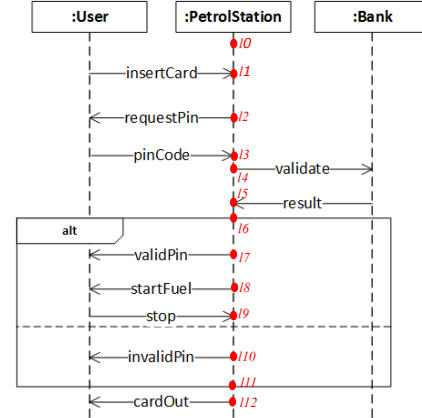 :User :PetrolStation :Bank
l0
insertCard l1
requestPin l2
pinCode l3
validate
l4
l5
result
l6
alt
validPin l7
startFuel l8
stop l9
invalidPin l10
l11
cardOut l12